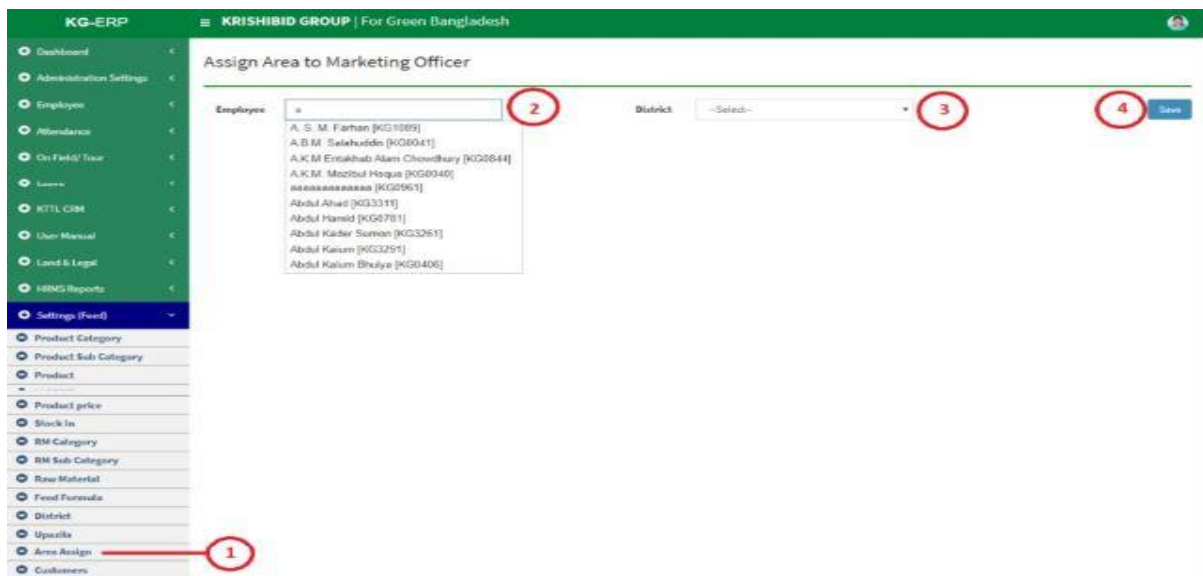 KG-ERP
≡ KRISHIBID GROUP | For Green Bangladesh
Dashboard
Administration Settings
Employee
Attendance
On Field/ Tour
Leave
KTTL CRM
User Manual
Land & Legal
HRMS Reports
Settings (Feed)
Product Category
Product Sub Category
Product
Product price
Stock in
RM Category
RM Sub Category
Raw Material
Feed Formula
District
Upazila
Area Assign
Customers
1
Assign Area to Marketing Officer
Employee
a
2
District
--Select--
3
4
Save
A. S. M. Farhan [KG1089]
A.B.M. Salahuddin [KG0041]
A.K.M Entakhab Alam Chowdhury [KG0844]
A.K.M. Mozibul Haque [KG0040]
aaaaaaaaaaaaa [KG0961]
Abdul Ahad [KG3311]
Abdul Hamid [KG0781]
Abdul Kader Sumon [KG3261]
Abdul Kaium [KG3291]
Abdul Kalum Bhuiya [KG0406]